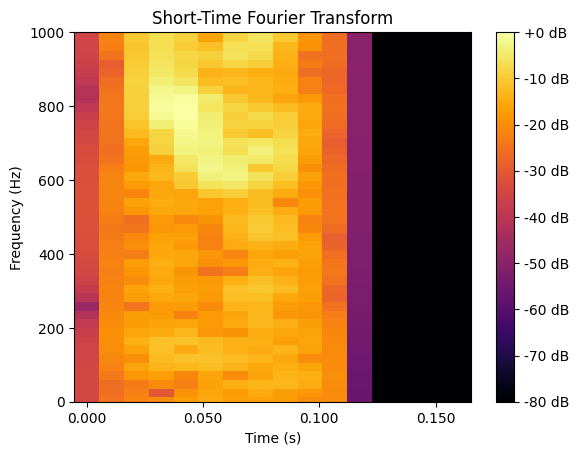 Short-Time Fourier Transform
Frequency (Hz)
1000
800
600
400
200
0
0.000
0.050
0.100
0.150
Time (s)
+0 dB
-10 dB
-20 dB
-30 dB
-40 dB
-50 dB
-60 dB
-70 dB
-80 dB